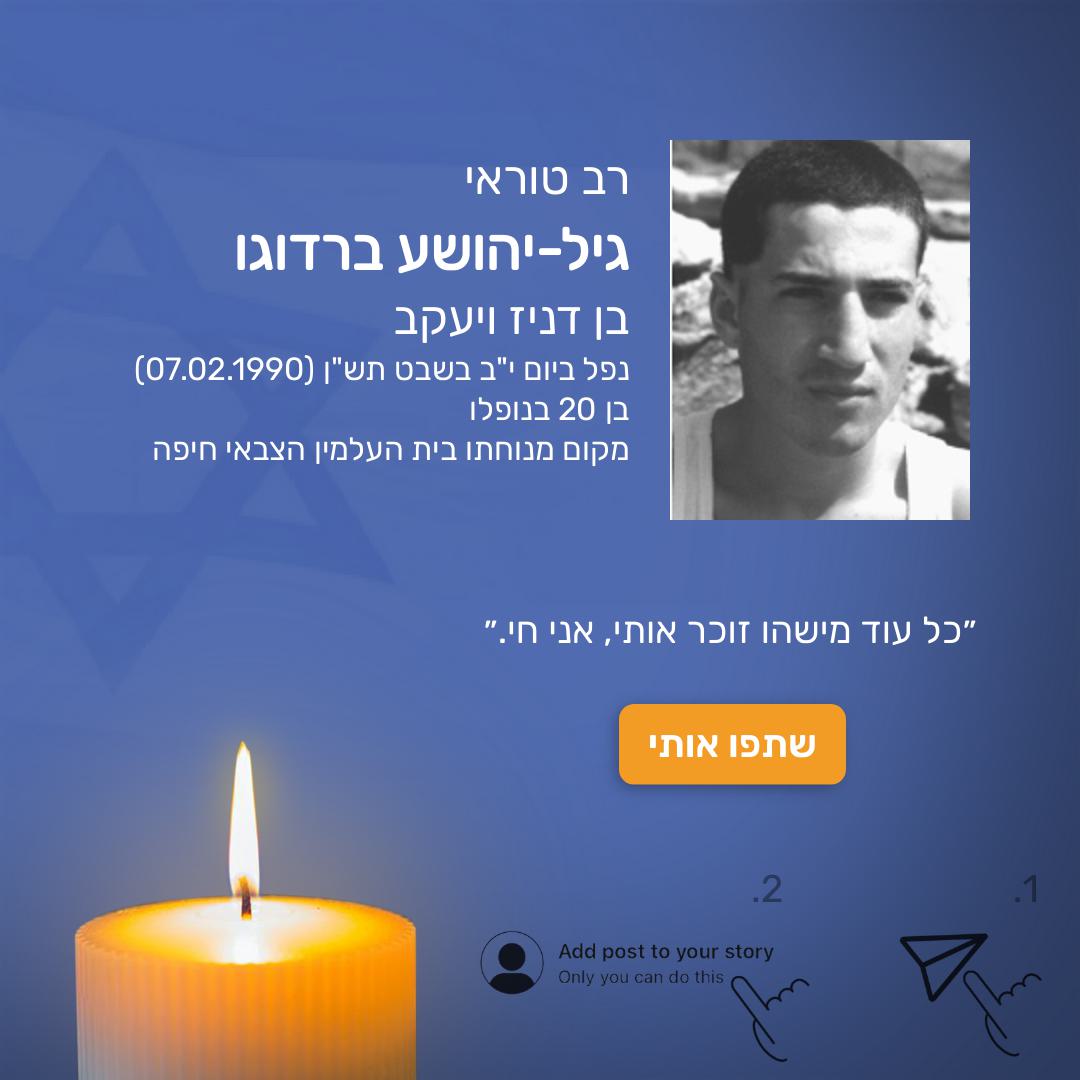 רב טוראי
גיל-יהושע ברדוגו
בן דניז ויעקב
נפל ביום י"ב בשבט תש"ן (07.02.1990)
בן 20 בנופלו
מקום מנוחתו בית העלמין הצבאי חיפה
״כל עוד מישהו זוכר אותי, אני חי.״
שתפו אותי
.1
.2
Add post to your story
Only you can do this